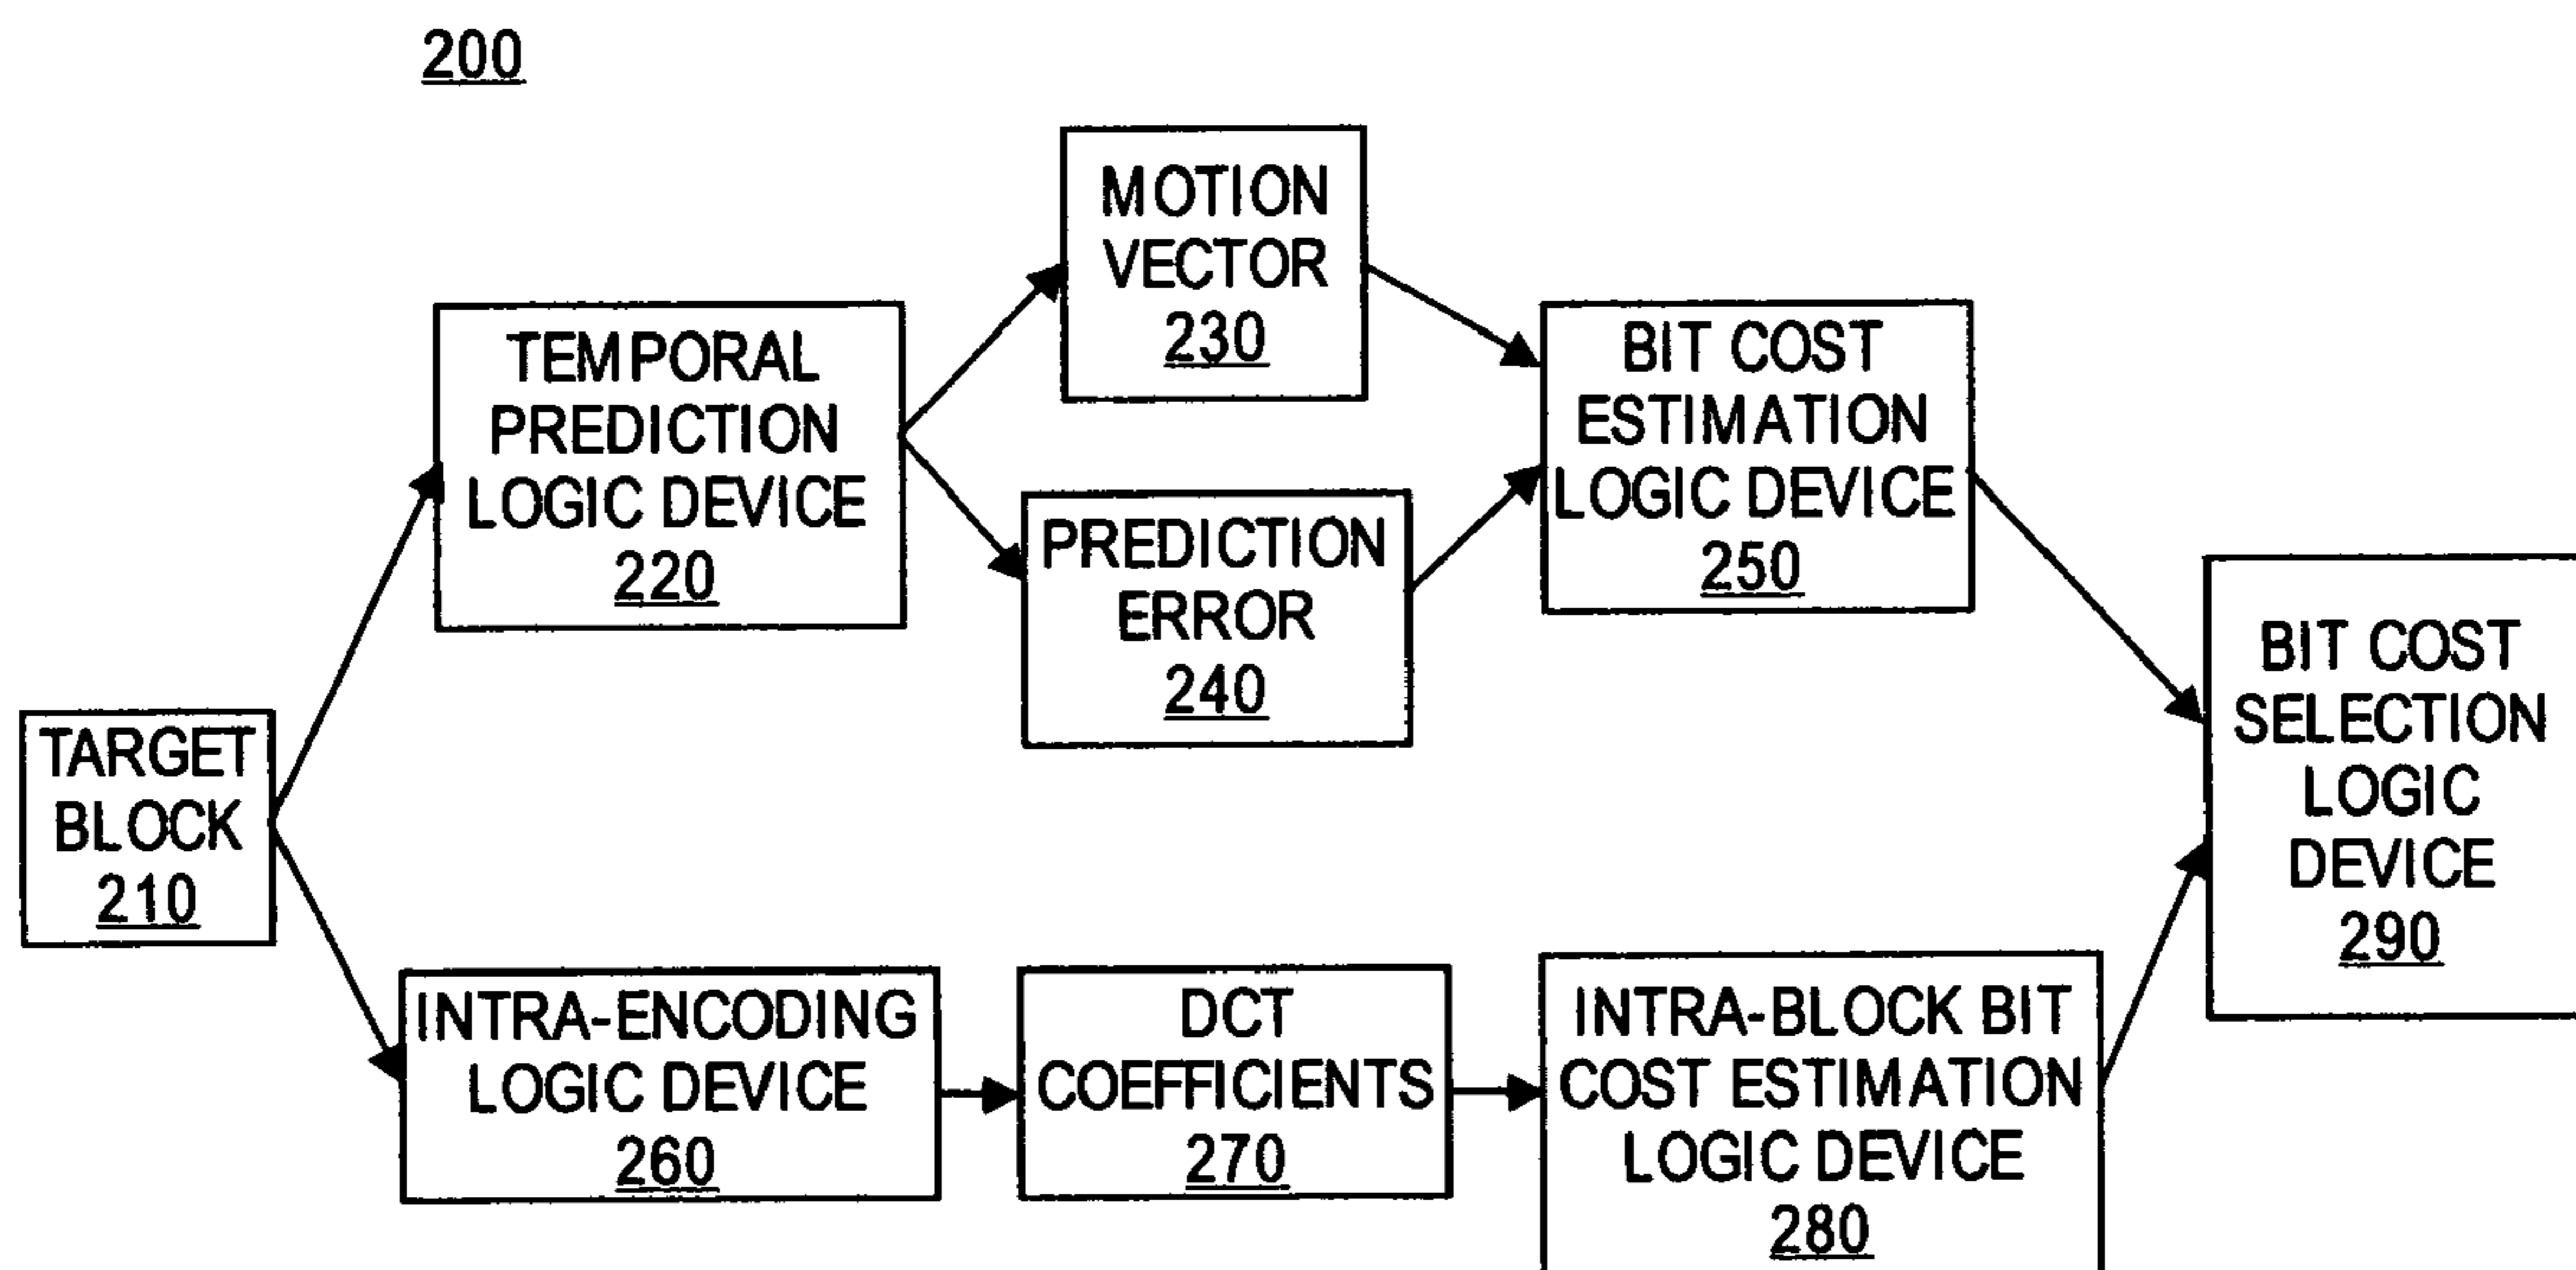 200
MOTION
VECTOR
230
TEMPORAL
PREDICTION
LOGIC DEVICE
220
BIT COST
ESTIMATION
LOGIC DEVICE
250
PREDICTION
ERROR
240
TARGET
BLOCK
210
BIT COST
SELECTION
LOGIC
DEVICE
290
INTRA-ENCODING
LOGIC DEVICE
260
DCT
COEFFICIENTS
270
INTRA-BLOCK BIT
COST ESTIMATION
LOGIC DEVICE
280